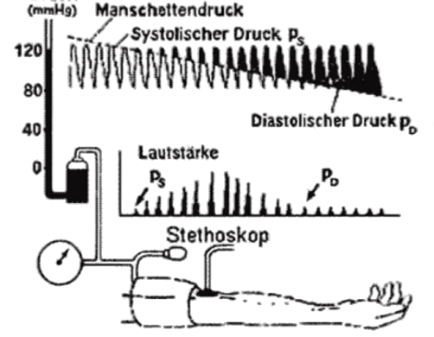 (mmHg)
Manschettendruck
Systolischer Druck pS
120
80
40
0
Diastolischer Druck pD
Lautstärke
pS
pD
Stethoskop